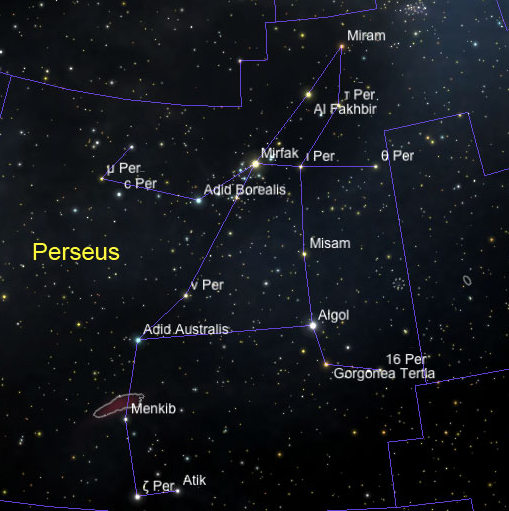 Miram
τ Per
Al Fakhbir
Mirfak
ι Per
θ Per
μ Per
c Per
Adid Borealis
Misam
Perseus
ν Per
Algol
Adid Australis
16 Per
Gorgonea Tertia
Menkib
ζ Per
Atik